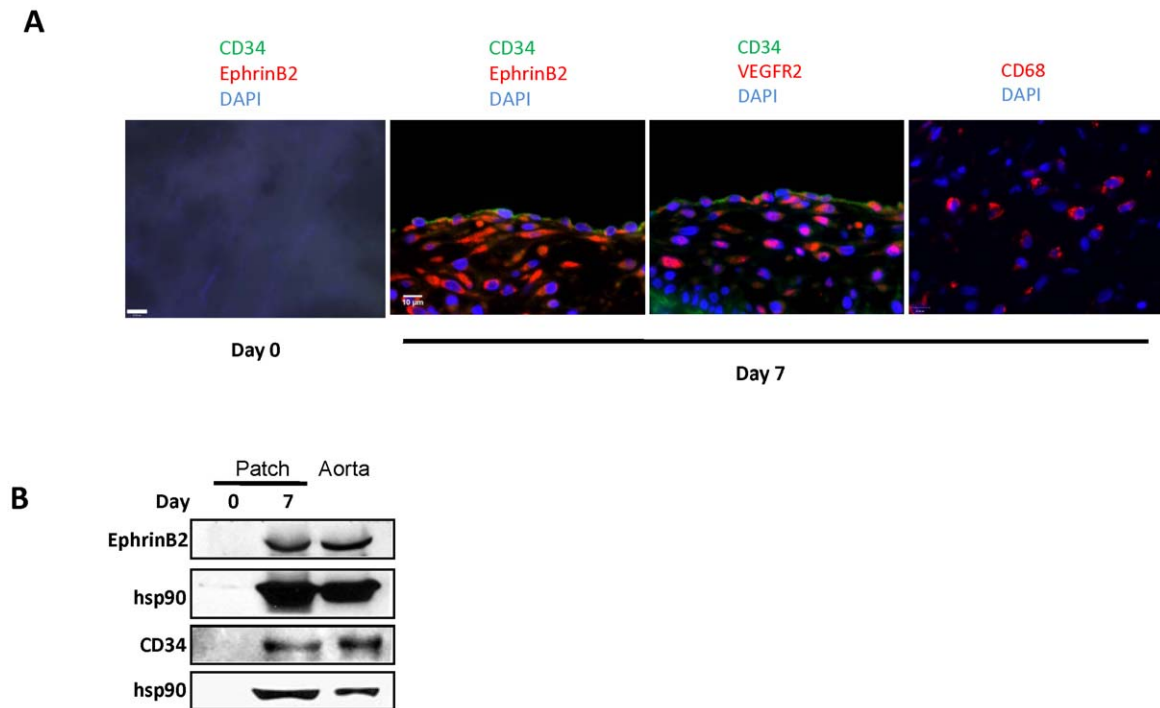 A
CD34
EphrinB2
DAPI
CD34
EphrinB2
DAPI
CD34
VEGFR2
DAPI
CD68
DAPI
10 μm
Day 0
Day 7
B
Patch
Aorta
Day 0 7
EphrinB2
hsp90
CD34
hsp90